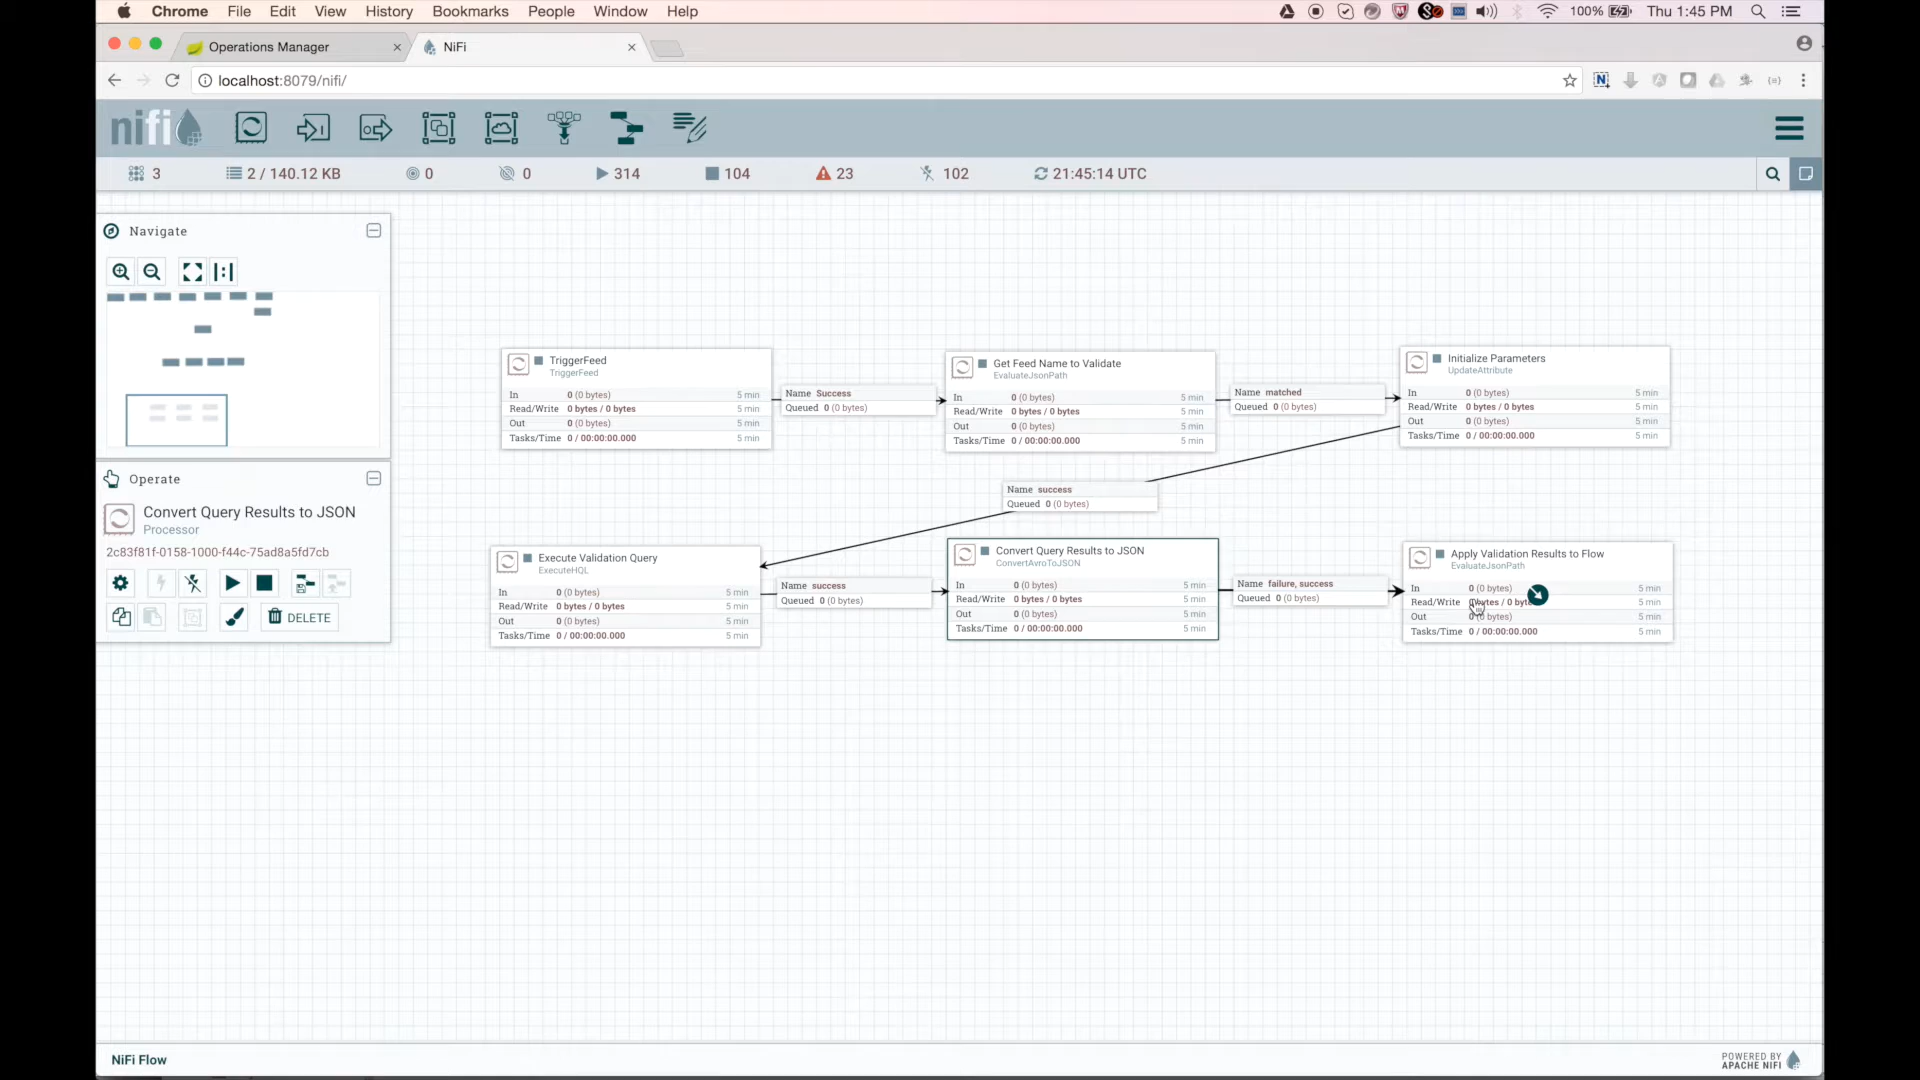 Chrome File Edit View History Bookmarks People Window Help 100% Thu 1:45 PM
Operations Manager
NiFi
localhost:8079/nifi/
nifi
3 2 / 140.12 KB 0 0 314 104 23 102 21:45:14 UTC
Navigate
Operate
Convert Query Results to JSON
Processor
2c83f81f-0158-1000-f44c-75ad8a5fd7cb
DELETE
TriggerFeed
TriggerFeed
In 0 (0 bytes) 5 min
Read/Write 0 bytes / 0 bytes 5 min
Out 0 (0 bytes) 5 min
Tasks/Time 0 / 00:00:00.000 5 min
Name Success
Queued 0 (0 bytes)
Get Feed Name to Validate
EvaluateJsonPath
In 0 (0 bytes) 5 min
Read/Write 0 bytes / 0 bytes 5 min
Out 0 (0 bytes) 5 min
Tasks/Time 0 / 00:00:00.000 5 min
Name matched
Queued 0 (0 bytes)
Initialize Parameters
UpdateAttribute
In 0 (0 bytes) 5 min
Read/Write 0 bytes / 0 bytes 5 min
Out 0 (0 bytes) 5 min
Tasks/Time 0 / 00:00:00.000 5 min
Name success
Queued 0 (0 bytes)
Execute Validation Query
ExecuteHQL
In 0 (0 bytes) 5 min
Read/Write 0 bytes / 0 bytes 5 min
Out 0 (0 bytes) 5 min
Tasks/Time 0 / 00:00:00.000 5 min
Name success
Queued 0 (0 bytes)
Convert Query Results to JSON
ConvertAvroToJSON
In 0 (0 bytes) 5 min
Read/Write 0 bytes / 0 bytes 5 min
Out 0 (0 bytes) 5 min
Tasks/Time 0 / 00:00:00.000 5 min
Name failure, success
Queued 0 (0 bytes)
Apply Validation Results to Flow
EvaluateJsonPath
In 0 (0 bytes) 5 min
Read/Write 5 min
Out 0 (0 bytes) 5 min
Tasks/Time 0 / 00:00:00.000 5 min
NiFi Flow
POWERED BY
APACHE NIFI